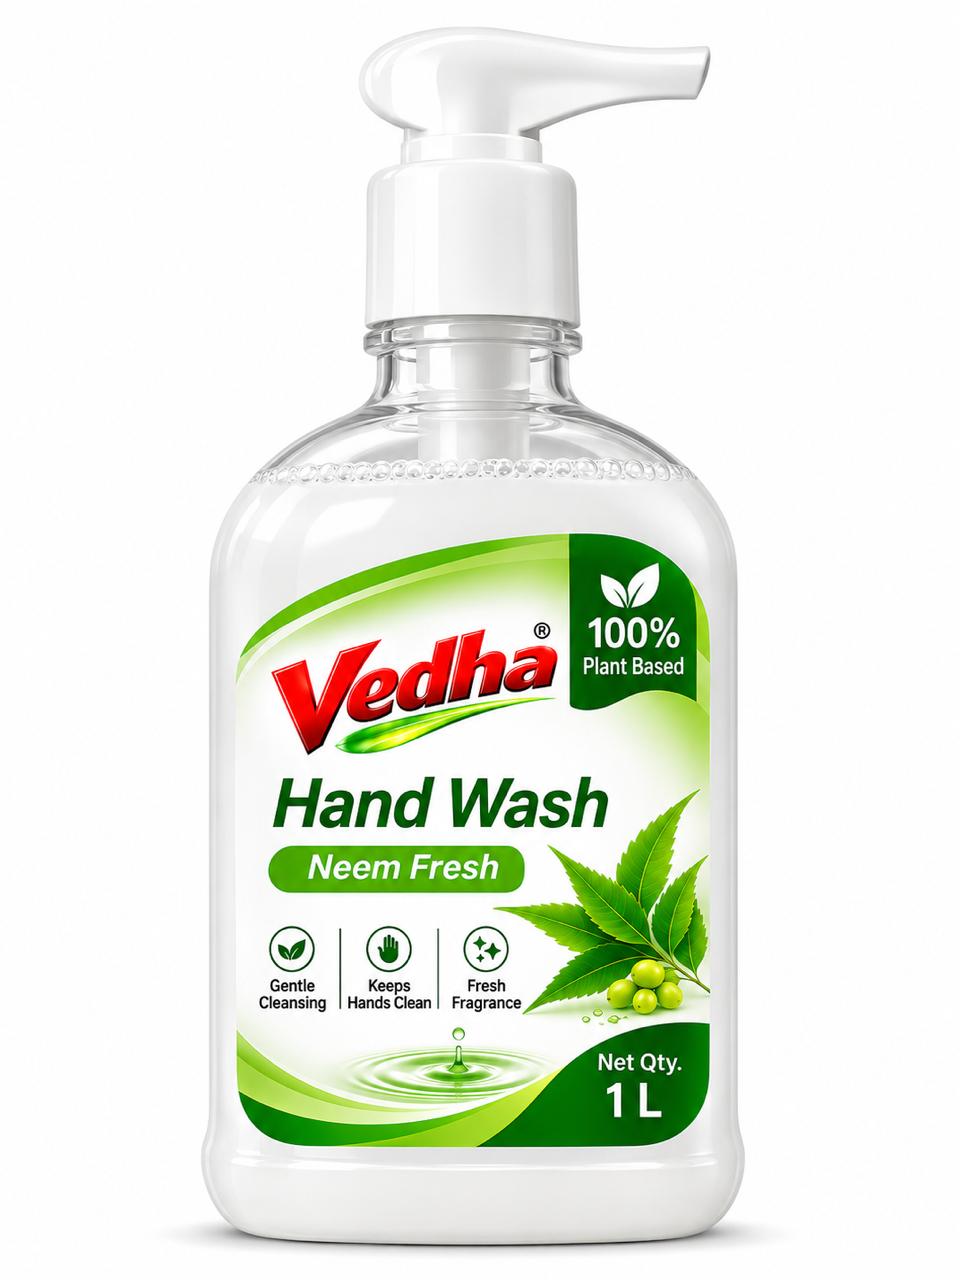 Vedha®
100%
Plant Based
Hand Wash
Neem Fresh
Gentle
Cleansing
Keeps
Hands Clean
Fresh
Fragrance
Net Qty.
1 L